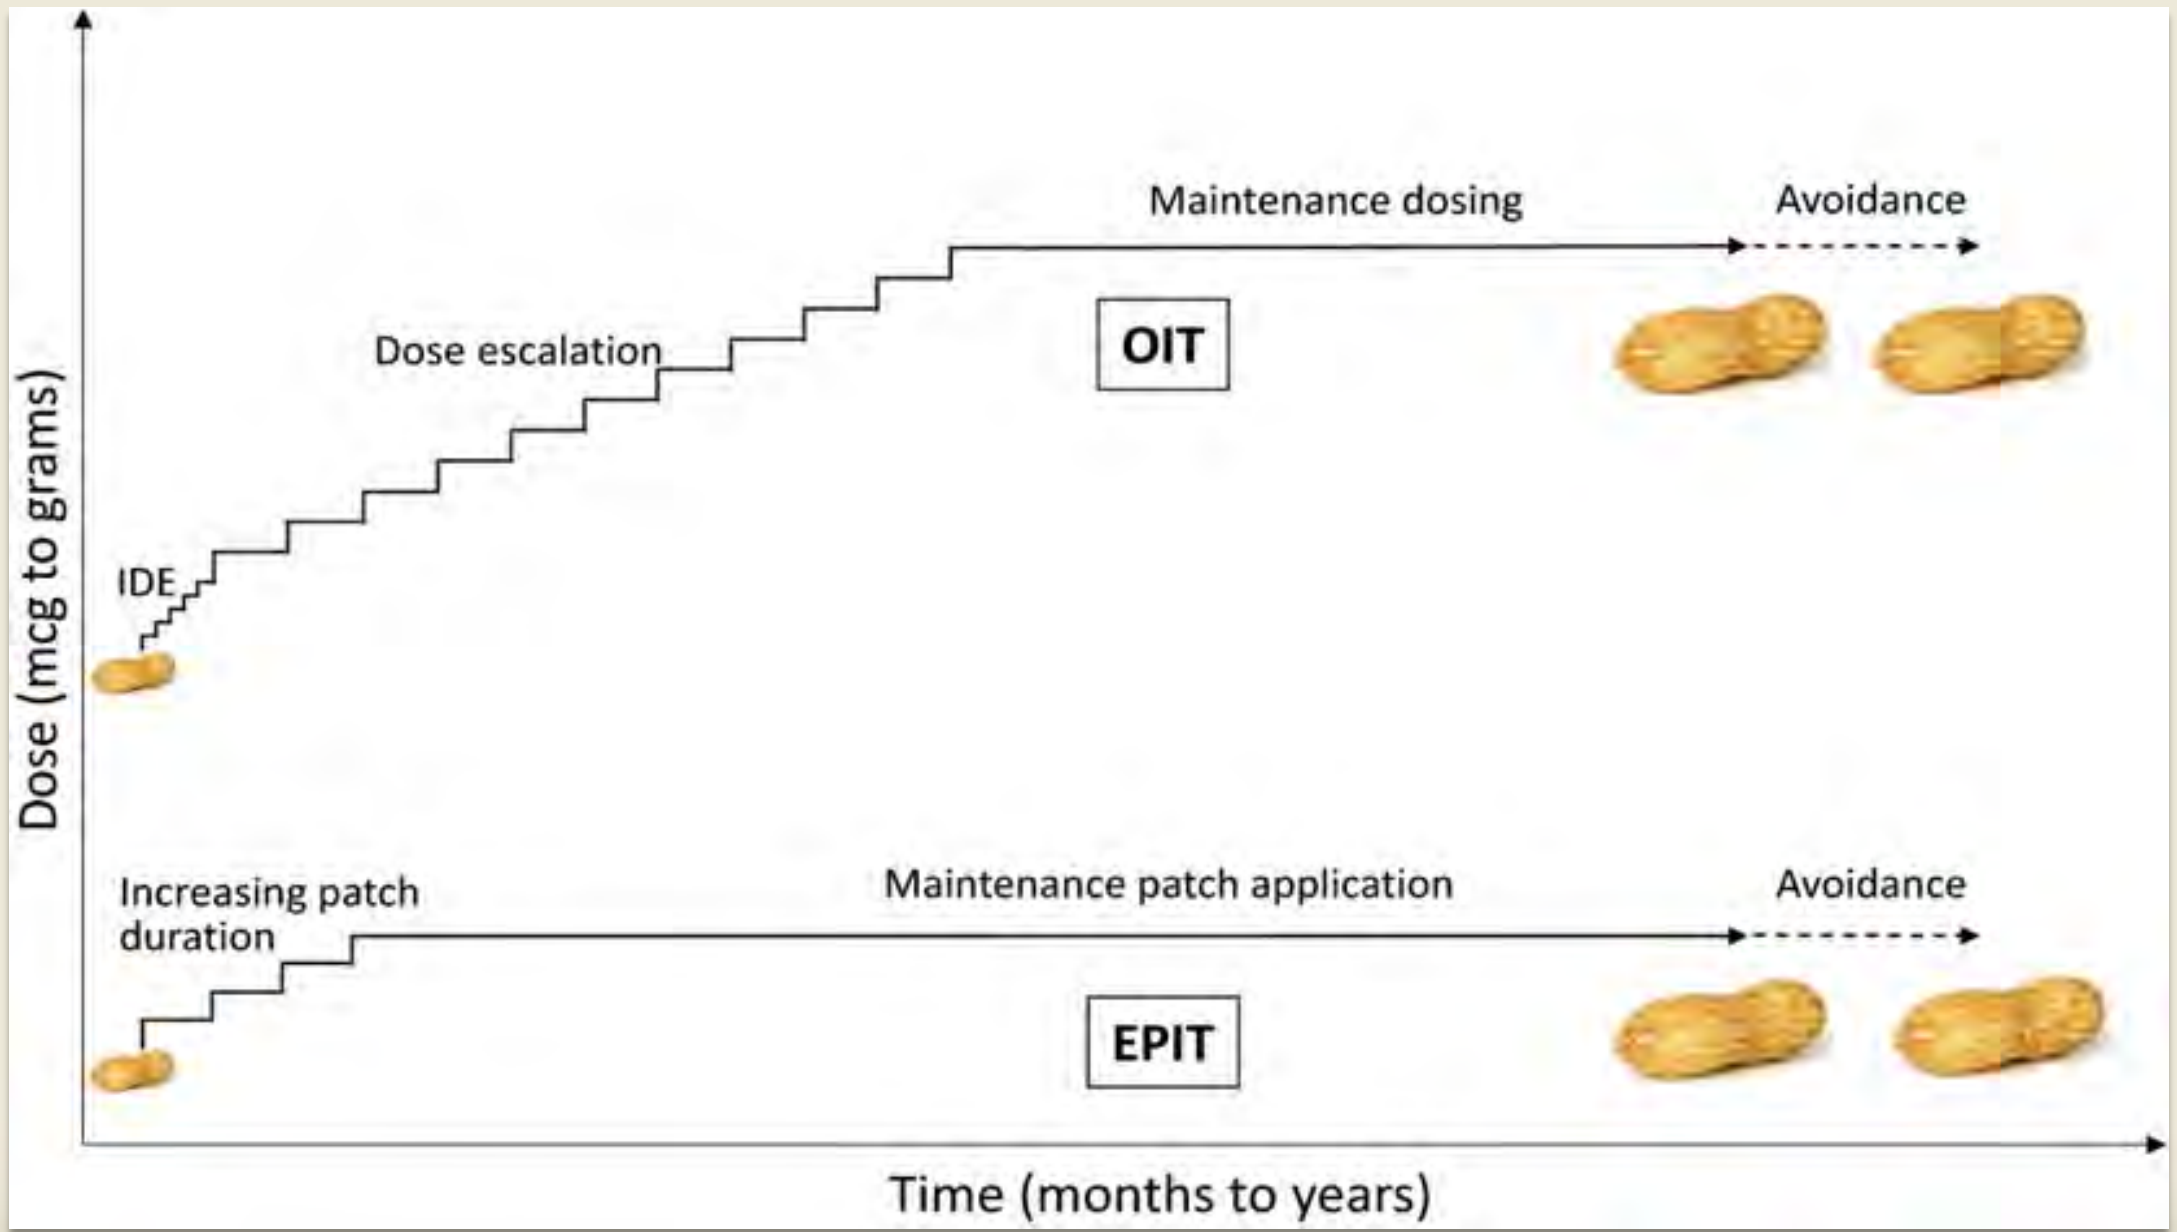 Maintenance dosing
Avoidance
OIT
Dose escalation
IDE
Dose (mcg to grams)
Increasing patch
duration
Maintenance patch application
Avoidance
EPIT
Time (months to years)